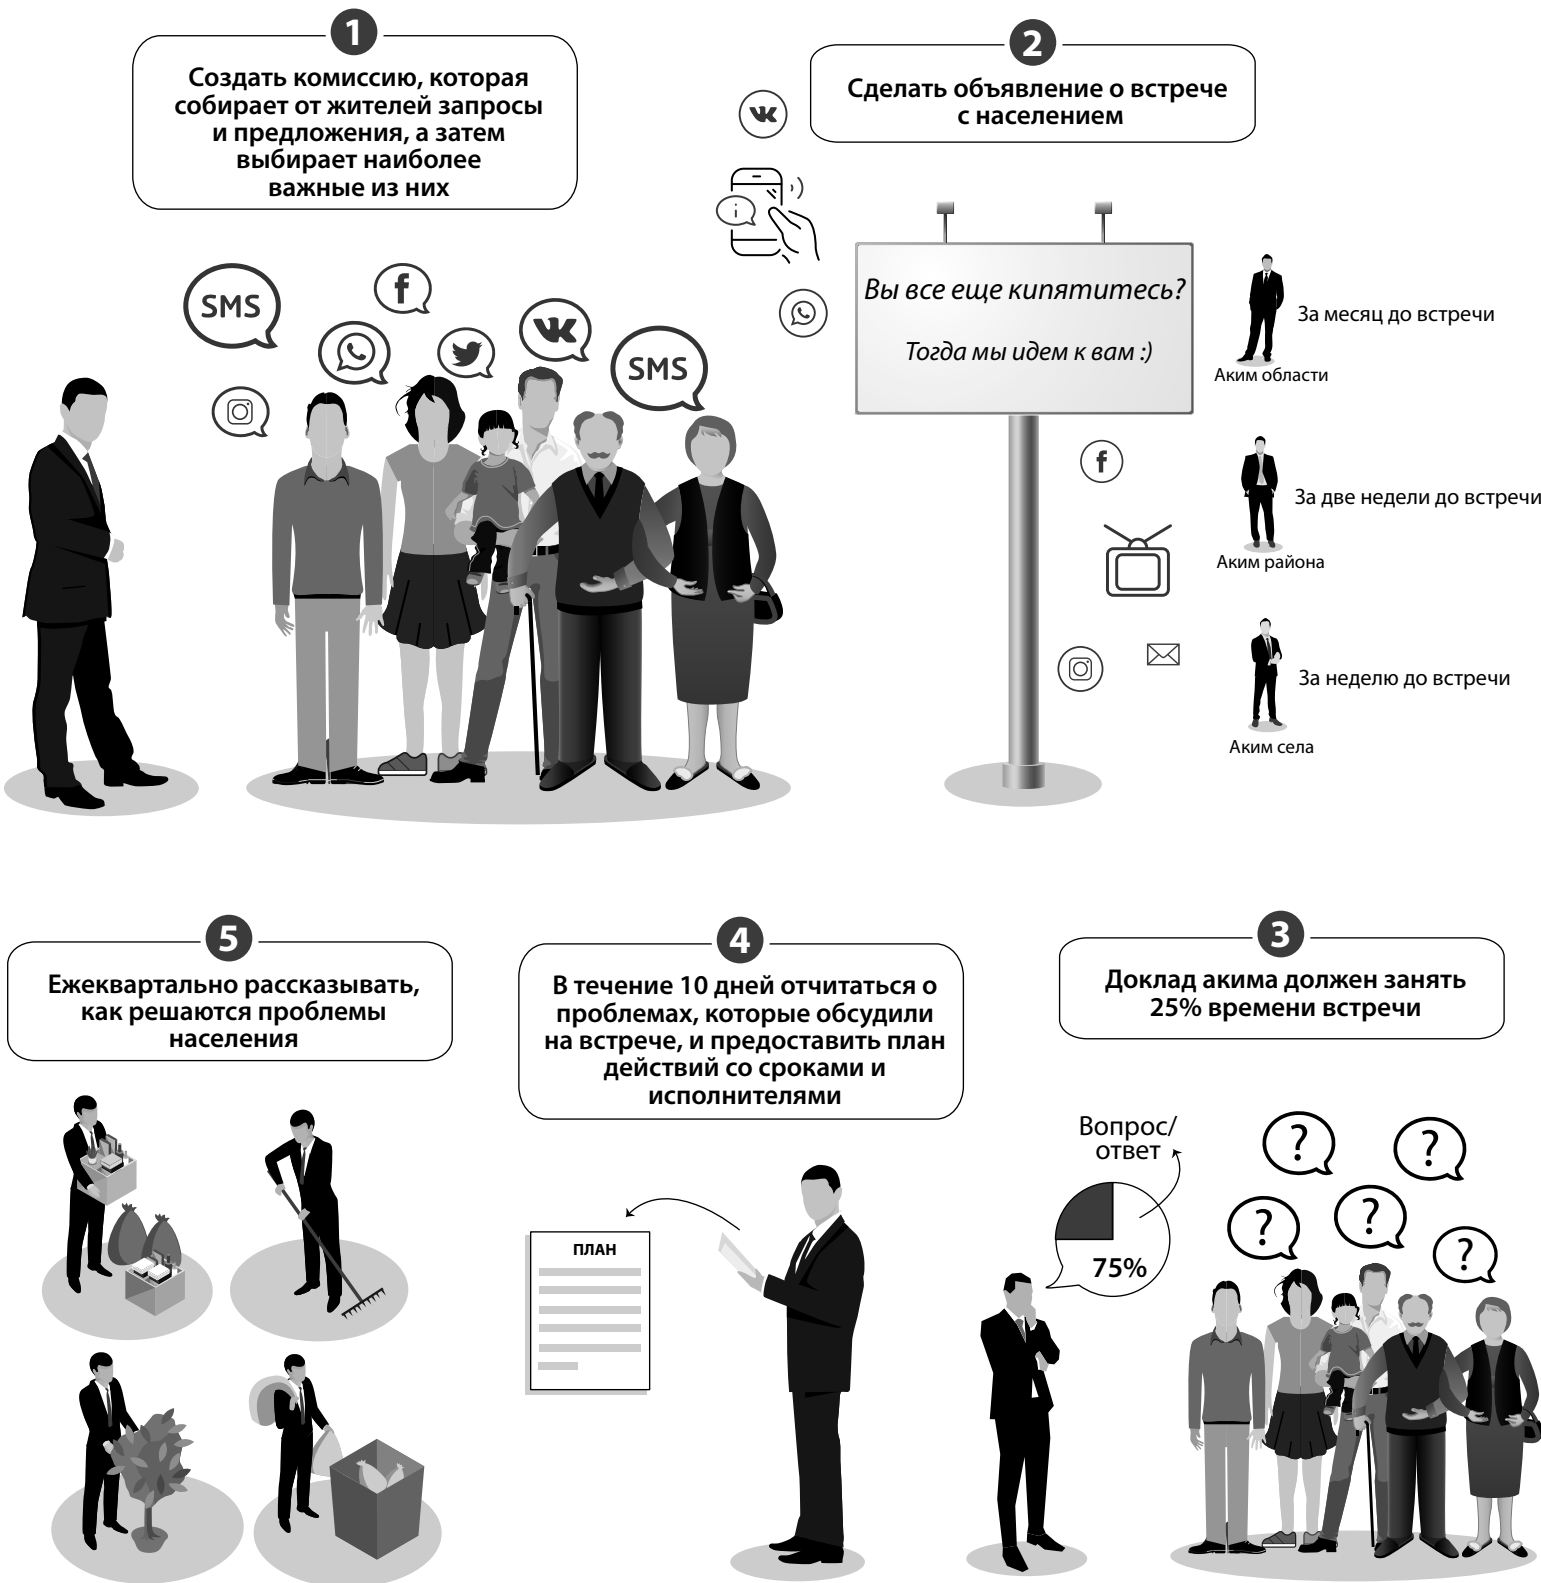 1
Создать комиссию, которая
собирает от жителей запросы
и предложения, а затем
выбирает наиболее
важные из них
SMS
SMS
2
Сделать объявление о встрече
с населением
i
Вы все еще кипятитесь?
Тогда мы идем к вам :)
За месяц до встречи
Аким области
За две недели до встречи
Аким района
За неделю до встречи
Аким села
3
Доклад акима должен занять
25% времени встречи
Вопрос/
ответ
75%
?
?
?
?
?
4
В течение 10 дней отчитаться о
проблемах, которые обсудили
на встрече, и предоставить план
действий со сроками и
исполнителями
ПЛАН
5
Ежеквартально рассказывать,
как решаются проблемы
населения